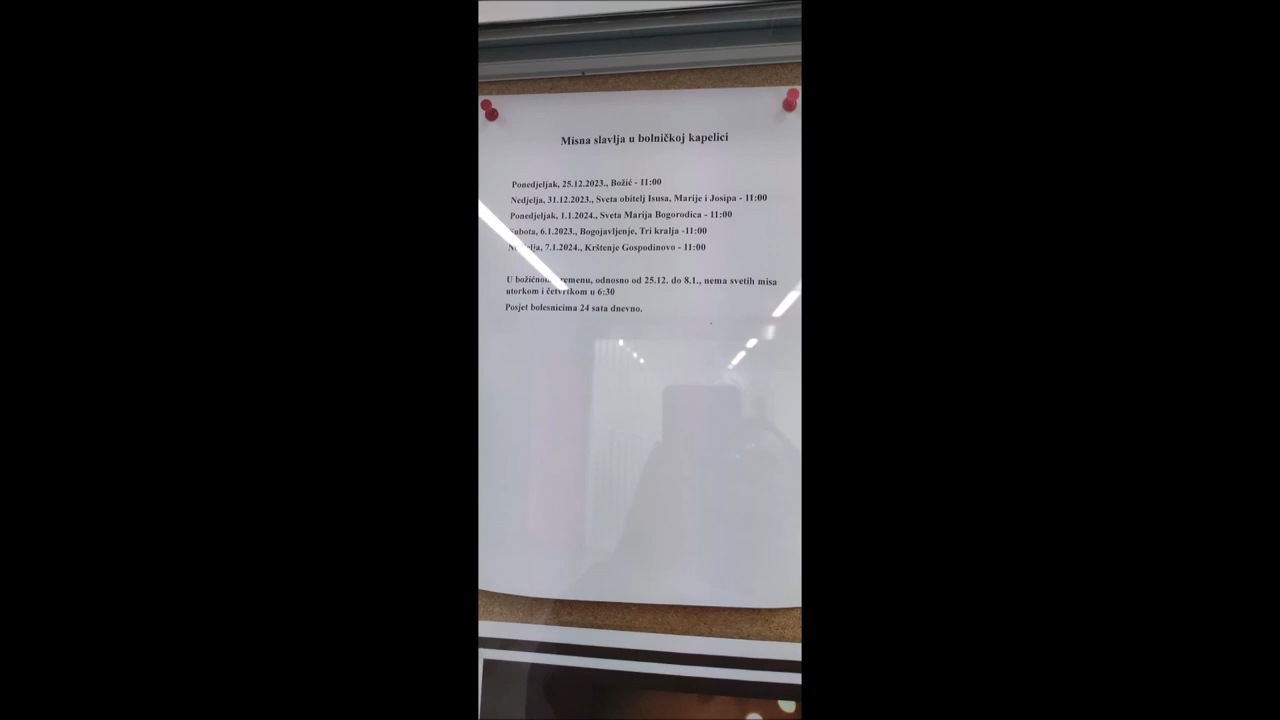 Misna slavlja u bolničkoj kapelici
Ponedjeljak, 25.12.2023., Božić - 11:00
Nedjelja, 31.12.2023., Sveta obitelj Isusa, Marije i Josipa - 11:00
Ponedjeljak, 1.1.2024., Sveta Marija Bogorodica - 11:00
Subota, 6.1.2023., Bogojavljenje, Tri kralja -11:00
Nedjelja, 7.1.2024., Krštenje Gospodinovo - 11:00
U božićnom vremenu, odnosno od 25.12. do 8.1., nema svetih misa
utorkom i četvrtkom u 6:30
Posjet bolesnicima 24 sata dnevno.